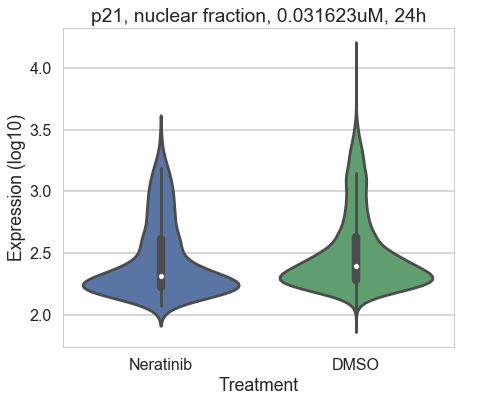 p21, nuclear fraction, 0.031623uM, 24h
Expression (log10)
4.0
3.5
3.0
2.5
2.0
Neratinib DMSO
Treatment